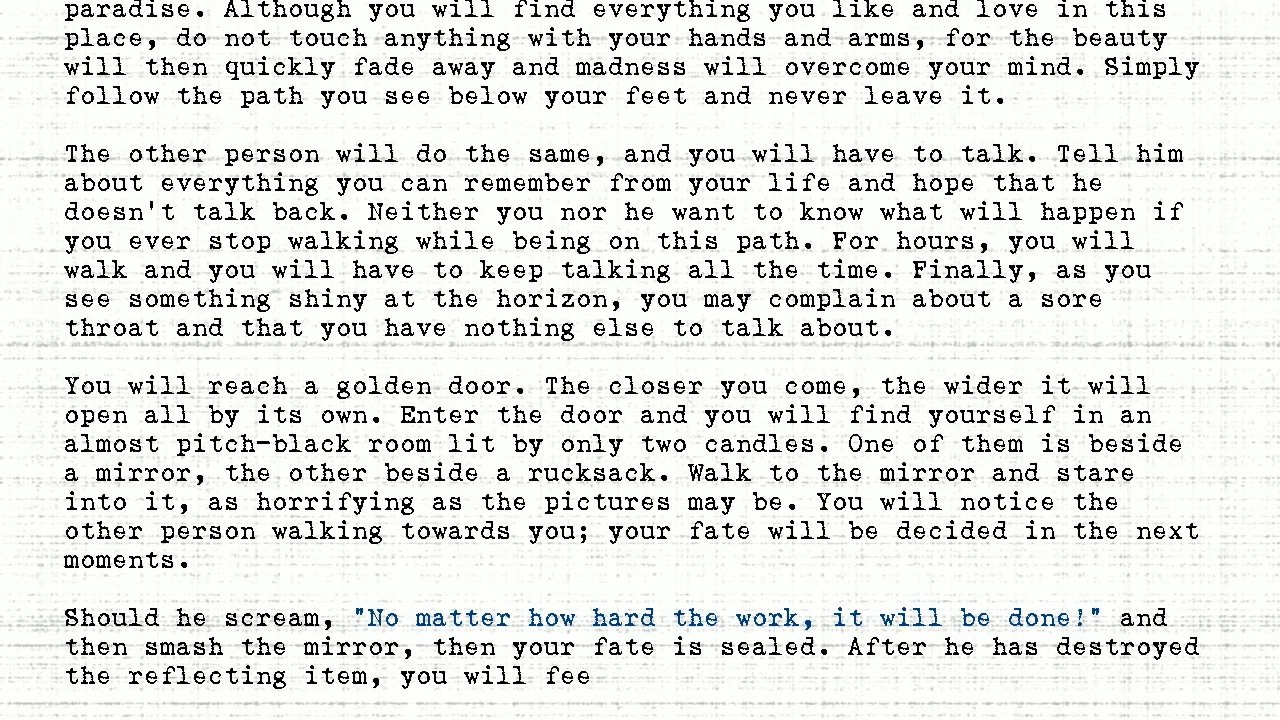 paradise. Although you will find everything you like and love in this
place, do not touch anything with your hands and arms, for the beauty
will then quickly fade away and madness will overcome your mind. Simply
follow the path you see below your feet and never leave it.
The other person will do the same, and you will have to talk. Tell him
about everything you can remember from your life and hope that he
doesn't talk back. Neither you nor he want to know what will happen if
you ever stop walking while being on this path. For hours, you will
walk and you will have to keep talking all the time. Finally, as you
see something shiny at the horizon, you may complain about a sore
throat and that you have nothing else to talk about.
You will reach a golden door. The closer you come, the wider it will
open all by its own. Enter the door and you will find yourself in an
almost pitch-black room lit by only two candles. One of them is beside
a mirror, the other beside a rucksack. Walk to the mirror and stare
into it, as horrifying as the pictures may be. You will notice the
other person walking towards you; your fate will be decided in the next
moments.
Should he scream, "No matter how hard the work, it will be done!" and
then smash the mirror, then your fate is sealed. After he has destroyed
the reflecting item, you will fee